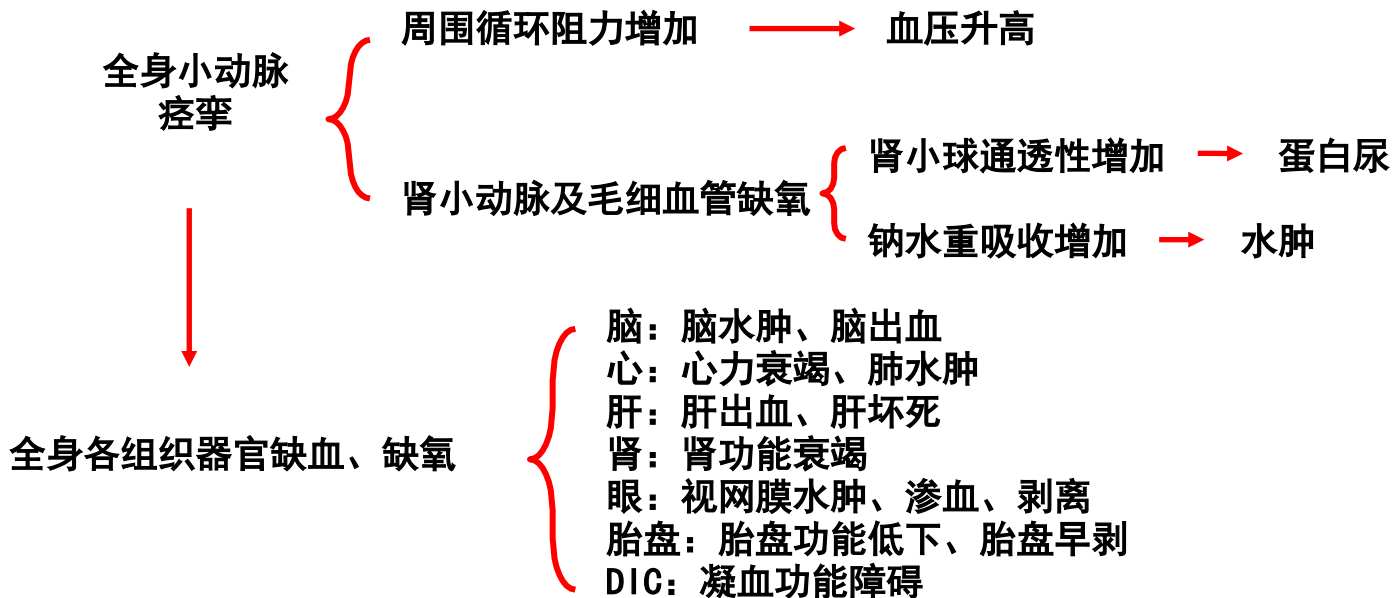 周围循环阻力增加
血压升高
全身小动脉
痉挛
肾小动脉及毛细血管缺氧
肾小球通透性增加
蛋白尿
钠水重吸收增加
水肿
全身各组织器官缺血、缺氧
脑：脑水肿、脑出血
心：心力衰竭、肺水肿
肝：肝出血、肝坏死
肾：肾功能衰竭
眼：视网膜水肿、渗血、剥离
胎盘：胎盘功能低下、胎盘早剥
DIC：凝血功能障碍